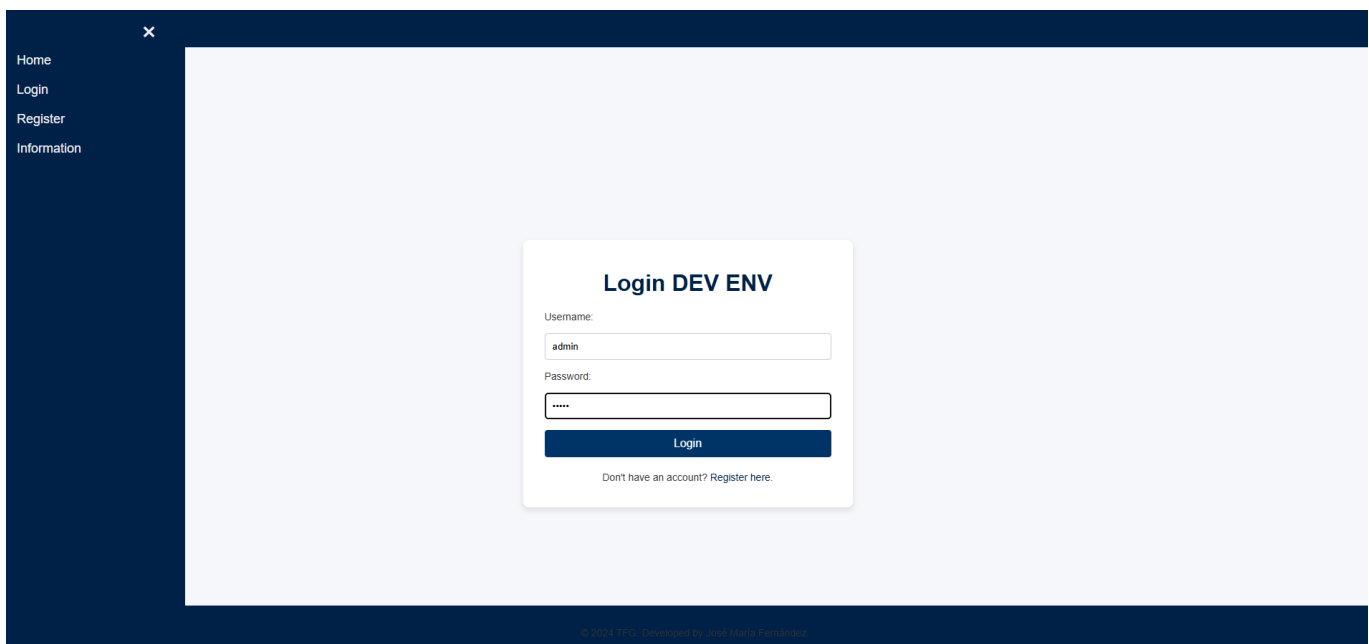 ×
Home
Login
Register
Information
Login DEV ENV
Username:
admin
Password:
•••••
Login
Don't have an account? Register here.
© 2024 TFG. Developed by José María Fernández.